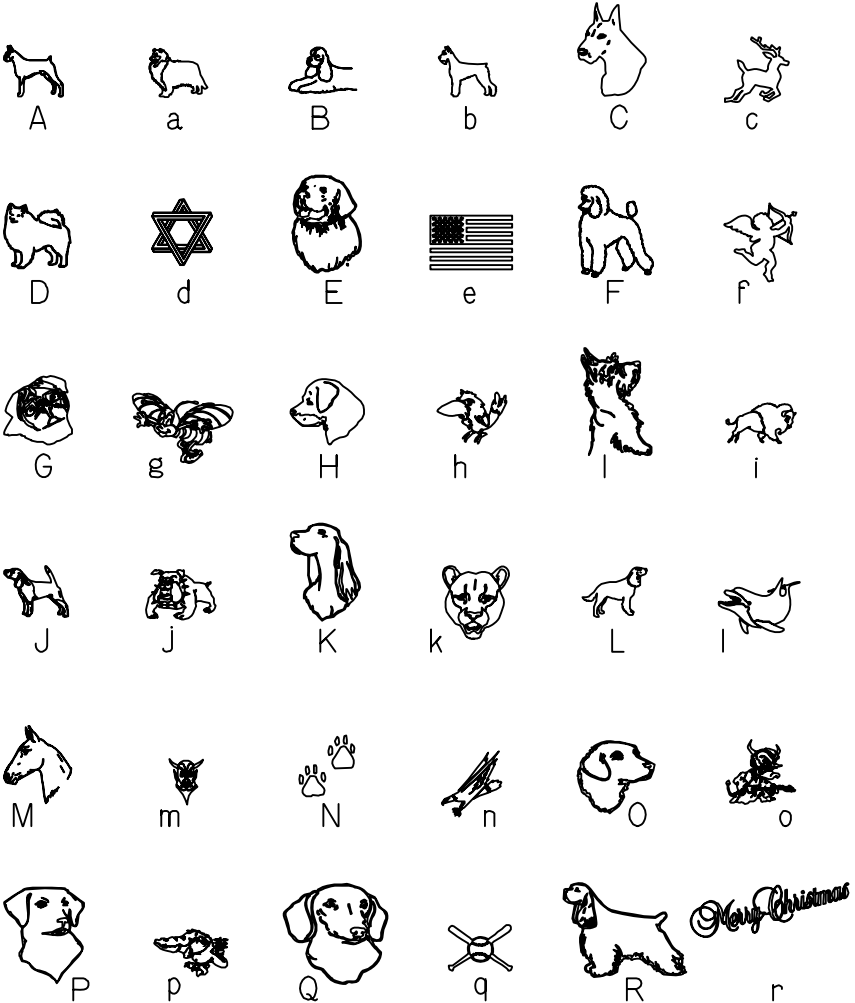 A a B b C c
D d E e F f
G g H h I i
J j K k L l
M m N n O o
Merry Christmas
P p Q q R r